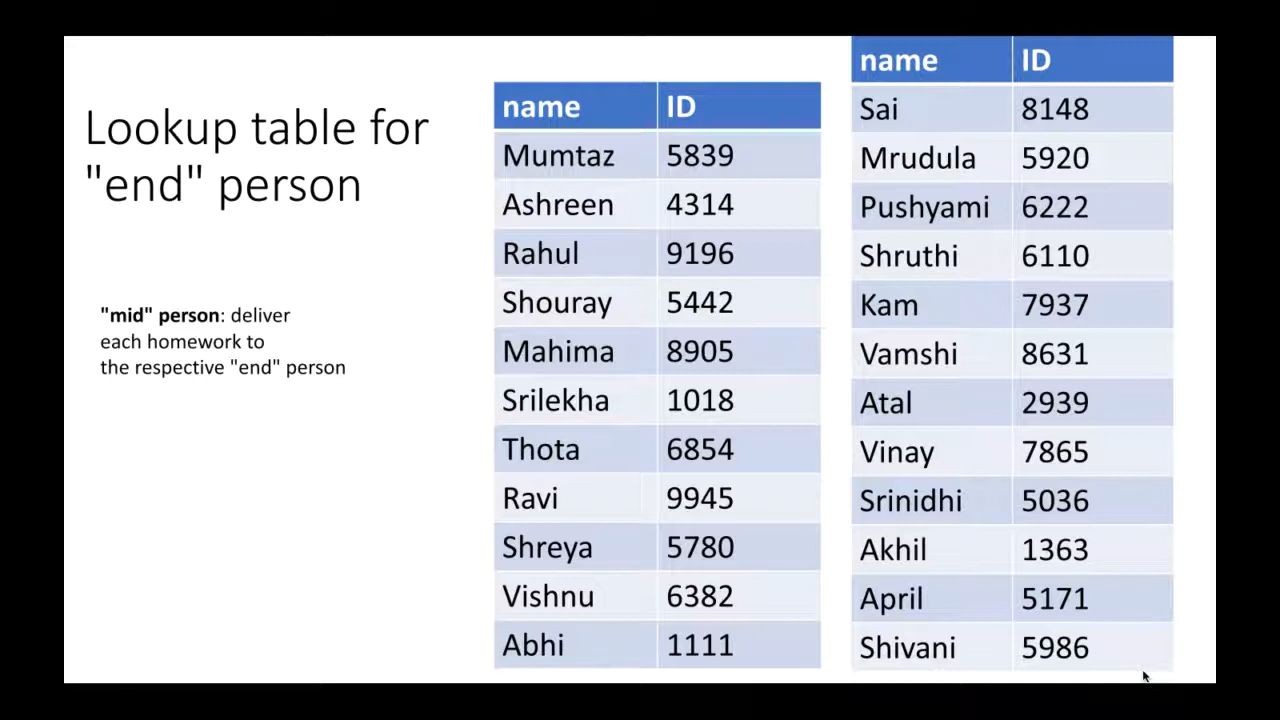 Lookup table for
"end" person
"mid" person: deliver
each homework to
the respective "end" person
name ID
Mumtaz 5839
Ashreen 4314
Rahul 9196
Shouray 5442
Mahima 8905
Srilekha 1018
Thota 6854
Ravi 9945
Shreya 5780
Vishnu 6382
Abhi 1111
name ID
Sai 8148
Mrudula 5920
Pushyami 6222
Shruthi 6110
Kam 7937
Vamshi 8631
Atal 2939
Vinay 7865
Srinidhi 5036
Akhil 1363
April 5171
Shivani 5986